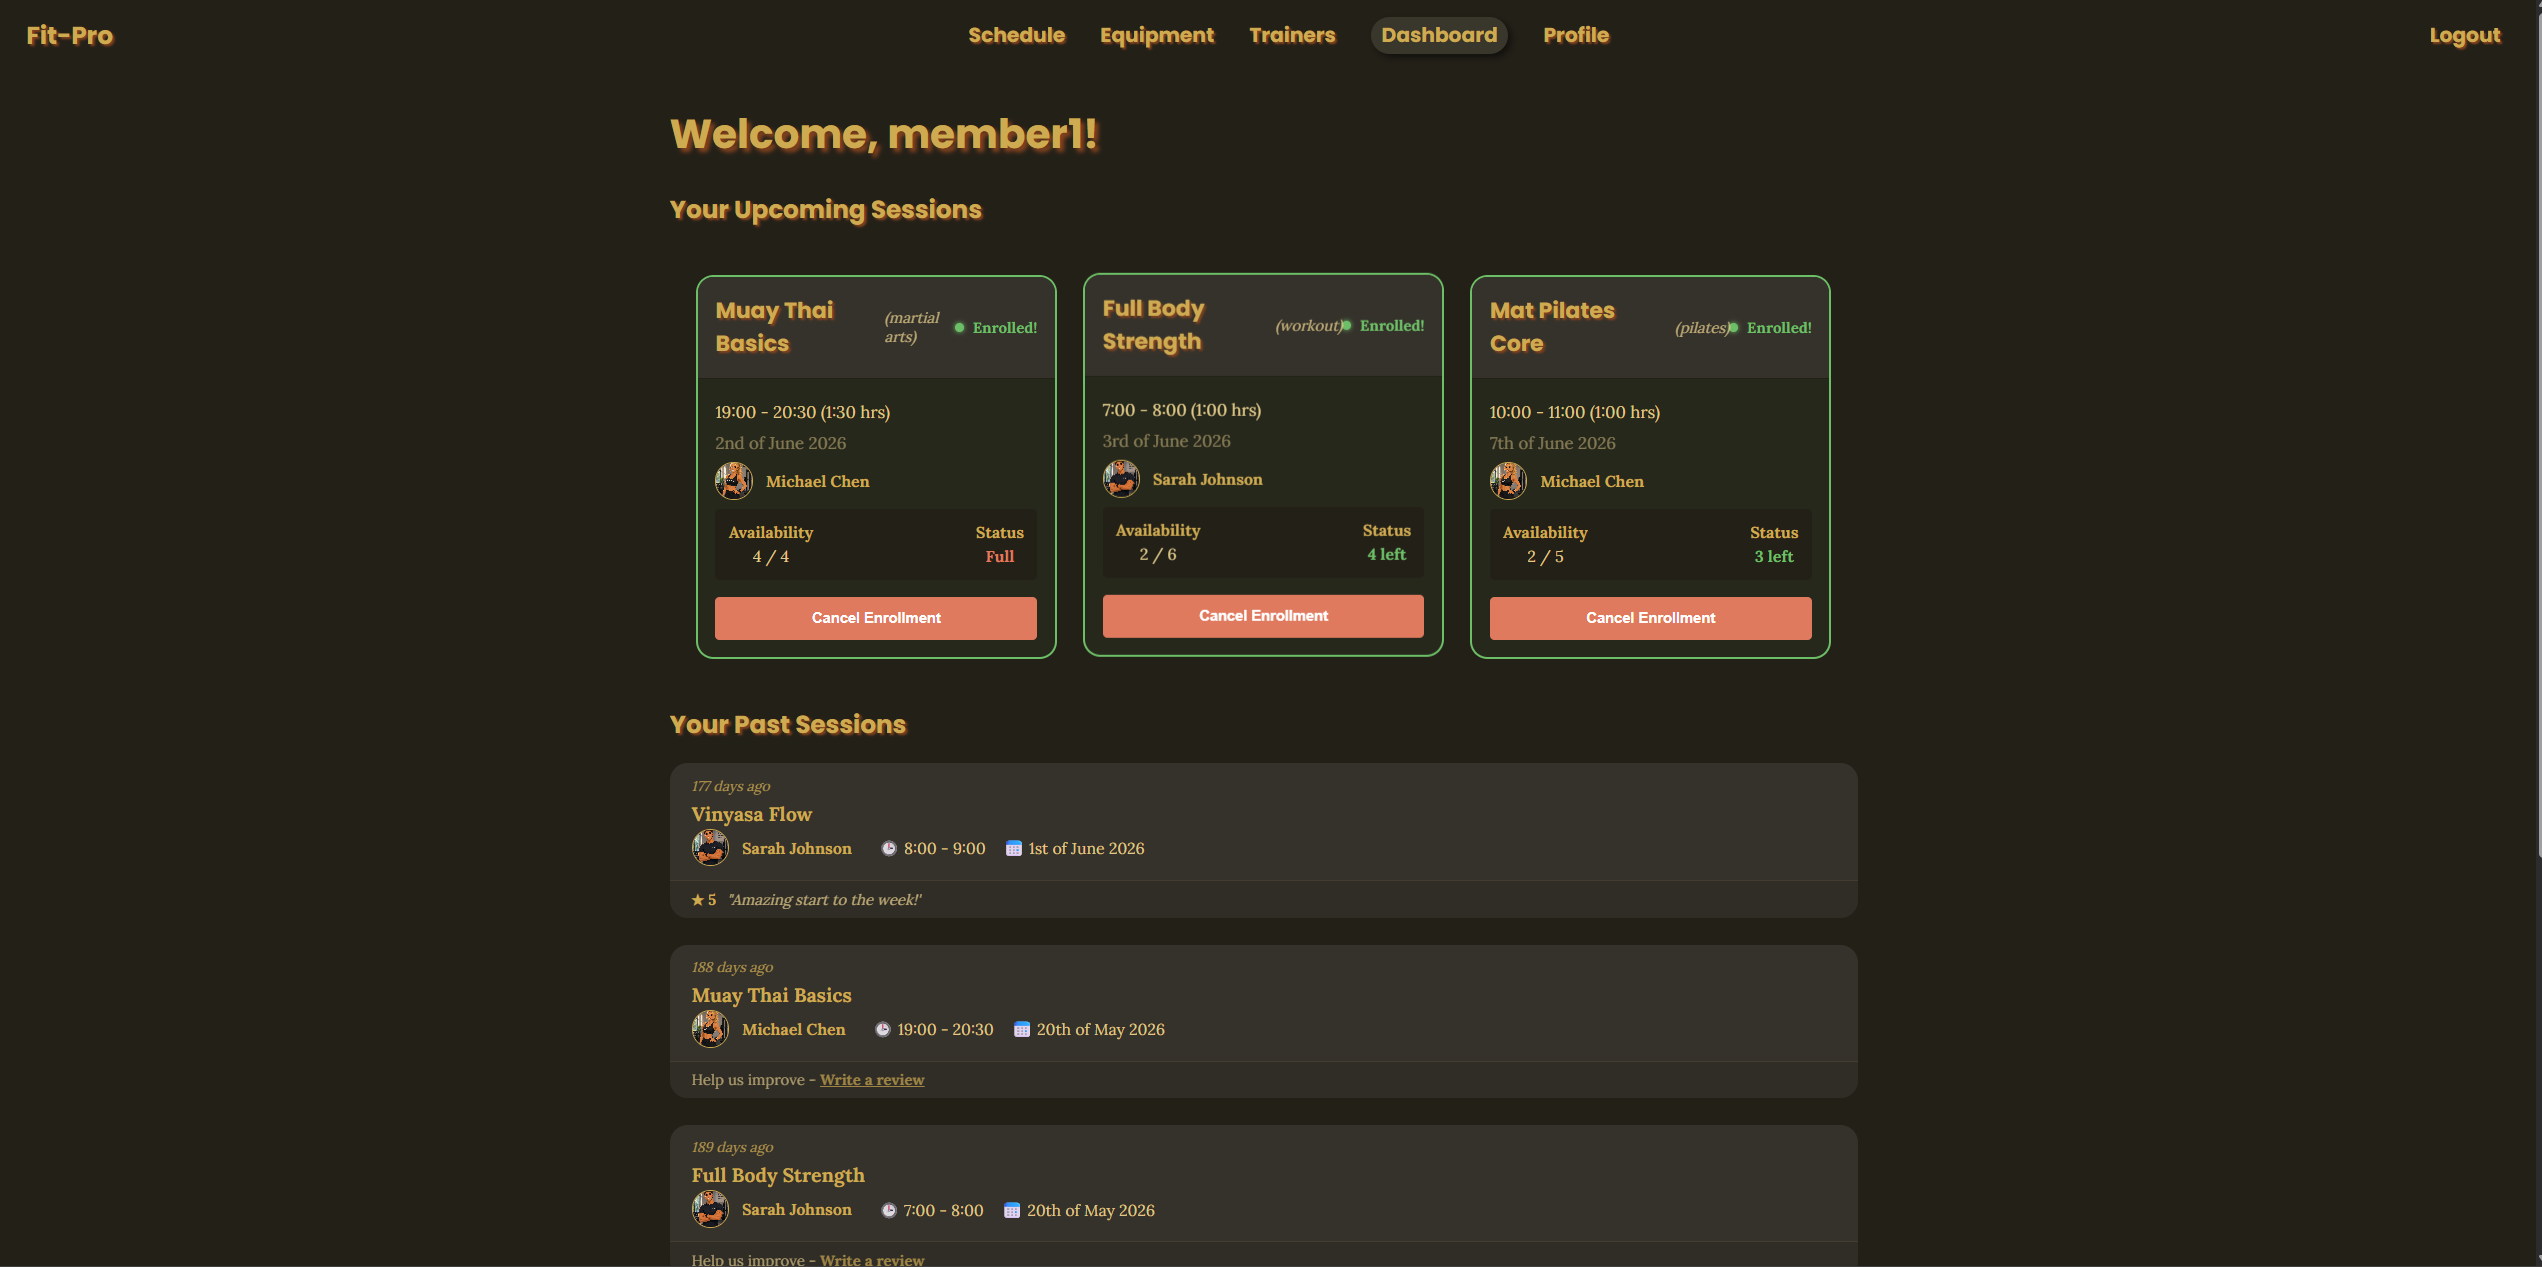 Fit-Pro
Schedule Equipment Trainers Dashboard Profile
Logout
Welcome, member1!
Your Upcoming Sessions
Muay Thai
Basics
(martial
arts)
Enrolled!
19:00 - 20:30 (1:30 hrs)
2nd of June 2026
Michael Chen
Availability
4 / 4
Status
Full
Cancel Enrollment
Full Body
Strength
(workout)
Enrolled!
7:00 - 8:00 (1:00 hrs)
3rd of June 2026
Sarah Johnson
Availability
2 / 6
Status
4 left
Cancel Enrollment
Mat Pilates
Core
(pilates)
Enrolled!
10:00 - 11:00 (1:00 hrs)
7th of June 2026
Michael Chen
Availability
2 / 5
Status
3 left
Cancel Enrollment
Your Past Sessions
177 days ago
Vinyasa Flow
Sarah Johnson 8:00 - 9:00 1st of June 2026
★ 5 "Amazing start to the week!"
188 days ago
Muay Thai Basics
Michael Chen 19:00 - 20:30 20th of May 2026
Help us improve - Write a review
189 days ago
Full Body Strength
Sarah Johnson 7:00 - 8:00 20th of May 2026
Help us improve - Write a review